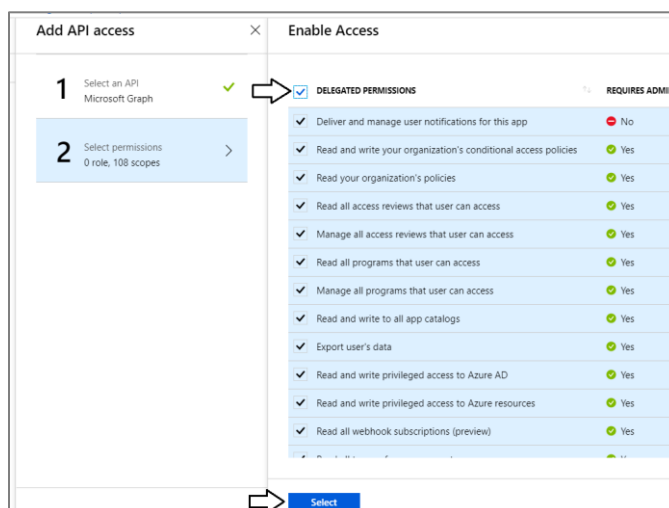 Add API access
1
Select an API
Microsoft Graph
2
Select permissions
0 role, 108 scopes
Enable Access
DELEGATED PERMISSIONS REQUIRES ADMI
Deliver and manage user notifications for this app No
Read and write your organization's conditional access policies Yes
Read your organization's policies Yes
Read all access reviews that user can access Yes
Manage all access reviews that user can access Yes
Read all programs that user can access Yes
Manage all programs that user can access Yes
Read and write to all app catalogs Yes
Export user's data Yes
Read and write privileged access to Azure AD Yes
Read and write privileged access to Azure resources Yes
Read all webhook subscriptions (preview) Yes
Select